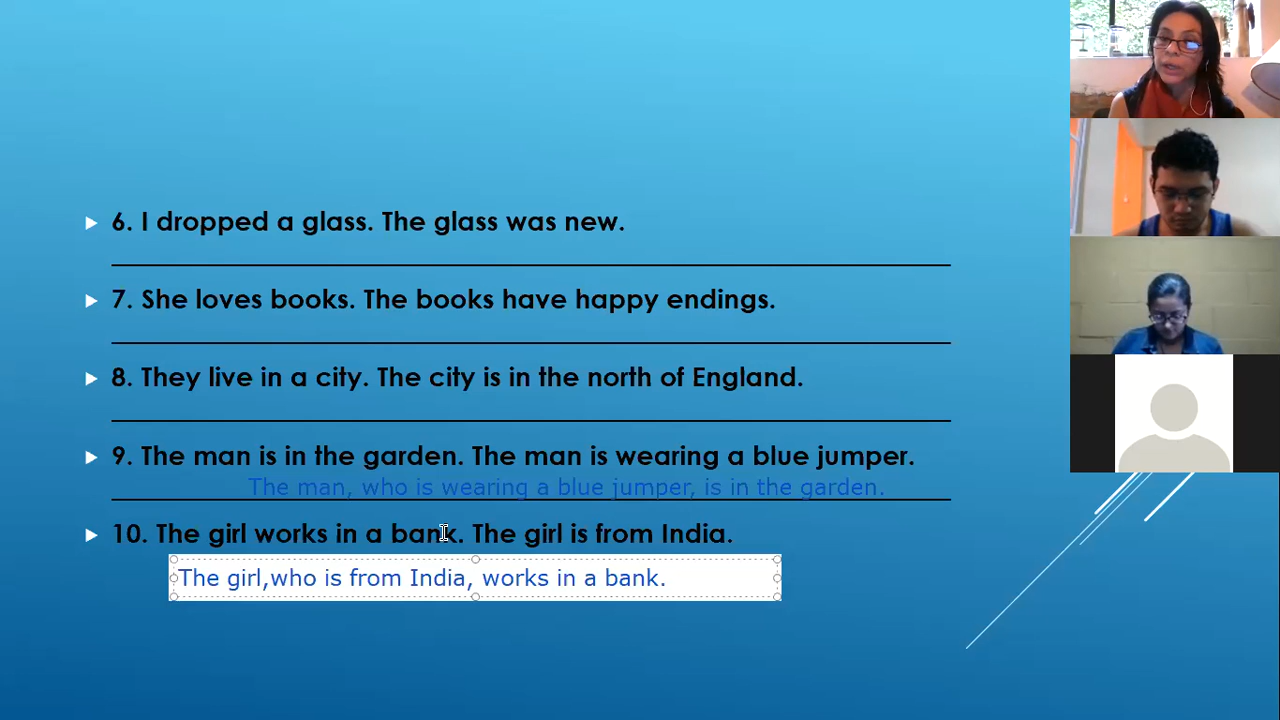 6. I dropped a glass. The glass was new.
7. She loves books. The books have happy endings.
8. They live in a city. The city is in the north of England.
9. The man is in the garden. The man is wearing a blue jumper.
The man, who is wearing a blue jumper, is in the garden.
10. The girl works in a bank. The girl is from India.
The girl,who is from India, works in a bank.